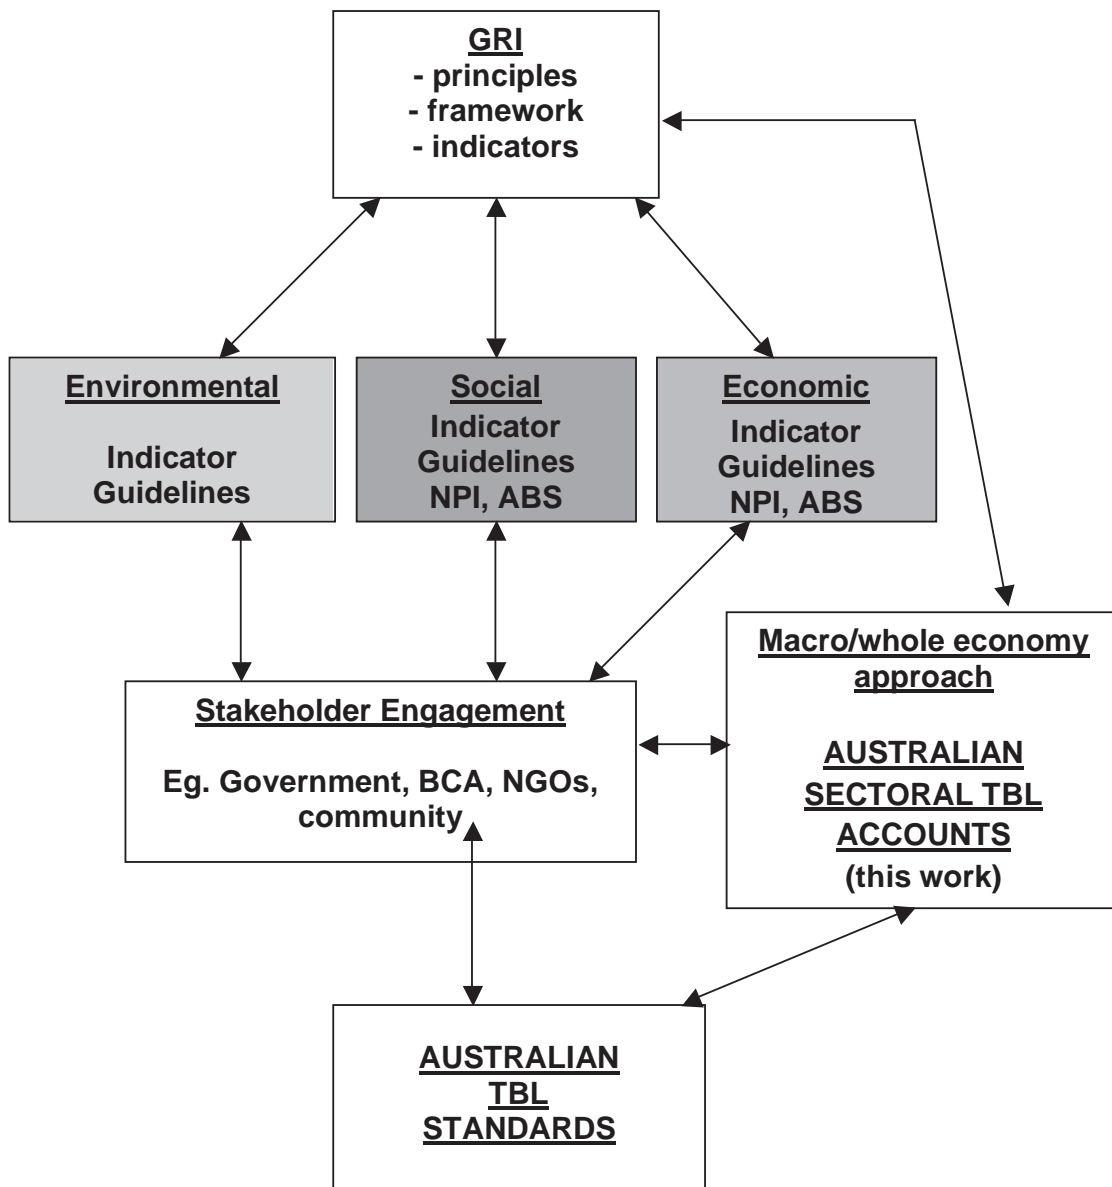 GRI
- principles
- framework
- indicators
Environmental
Indicator
Guidelines
Social
Indicator
Guidelines
NPI, ABS
Economic
Indicator
Guidelines
NPI, ABS
Stakeholder Engagement
Eg. Government, BCA, NGOs,
community
Macro/whole economy
approach
AUSTRALIAN
SECTORAL TBL
ACCOUNTS
(this work)
AUSTRALIAN
TBL
STANDARDS